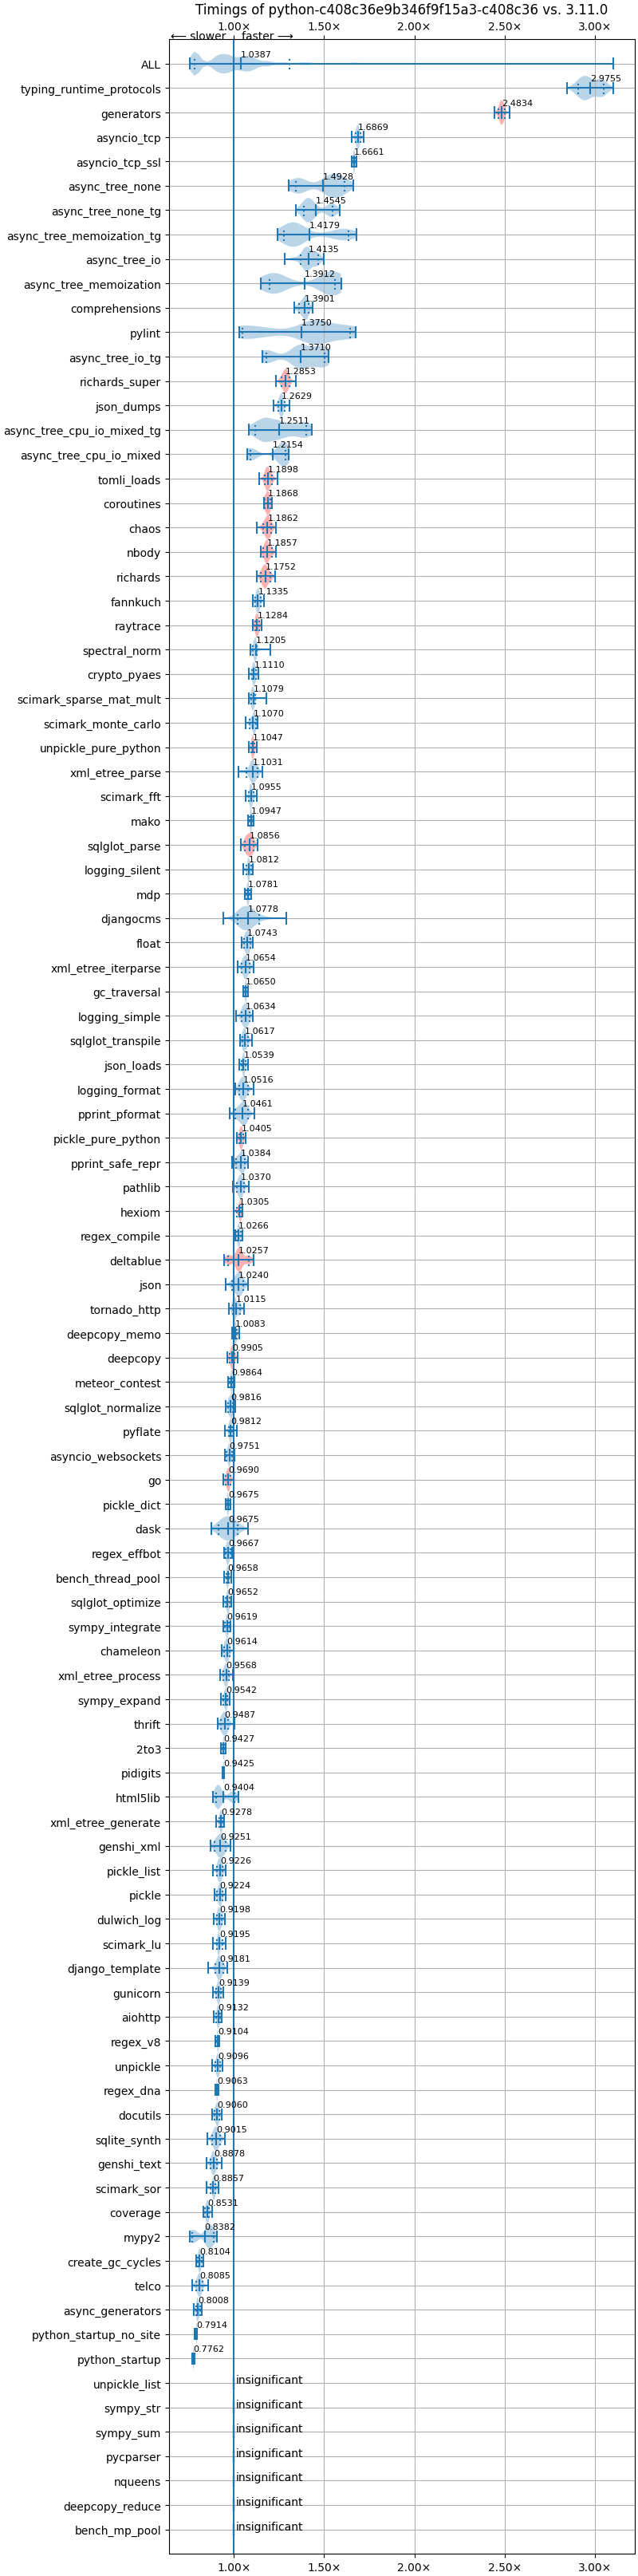 Timings of python-c408c36e9b346f9f15a3-c408c36 vs. 3.11.0
1.00× 1.50× 2.00× 2.50× 3.00×
⟵ slower faster ⟶
ALL 1.0387
typing_runtime_protocols 2.9755
generators 2.4834
asyncio_tcp 1.6869
asyncio_tcp_ssl 1.6661
async_tree_none 1.4928
async_tree_none_tg 1.4545
async_tree_memoization_tg 1.4179
async_tree_io 1.4135
async_tree_memoization 1.3912
comprehensions 1.3901
pylint 1.3750
async_tree_io_tg 1.3710
richards_super 1.2853
json_dumps 1.2629
async_tree_cpu_io_mixed_tg 1.2511
async_tree_cpu_io_mixed 1.2154
tomli_loads 1.1898
coroutines 1.1868
chaos 1.1862
nbody 1.1857
richards 1.1752
fannkuch 1.1335
raytrace 1.1284
spectral_norm 1.1205
crypto_pyaes 1.1110
scimark_sparse_mat_mult 1.1079
scimark_monte_carlo 1.1070
unpickle_pure_python 1.1047
xml_etree_parse 1.1031
scimark_fft 1.0955
mako 1.0947
sqlglot_parse 1.0856
logging_silent 1.0812
mdp 1.0781
djangocms 1.0778
float 1.0743
xml_etree_iterparse 1.0654
gc_traversal 1.0650
logging_simple 1.0634
sqlglot_transpile 1.0617
json_loads 1.0539
logging_format 1.0516
pprint_pformat 1.0461
pickle_pure_python 1.0405
pprint_safe_repr 1.0384
pathlib 1.0370
hexiom 1.0305
regex_compile 1.0266
deltablue 1.0257
json 1.0240
tornado_http 1.0115
deepcopy_memo 1.0083
deepcopy 0.9905
meteor_contest 0.9864
sqlglot_normalize 0.9816
pyflate 0.9812
asyncio_websockets 0.9751
go 0.9690
pickle_dict 0.9675
dask 0.9675
regex_effbot 0.9667
bench_thread_pool 0.9658
sqlglot_optimize 0.9652
sympy_integrate 0.9619
chameleon 0.9614
xml_etree_process 0.9568
sympy_expand 0.9542
thrift 0.9487
2to3 0.9427
pidigits 0.9425
html5lib 0.9404
xml_etree_generate 0.9278
genshi_xml 0.9251
pickle_list 0.9226
pickle 0.9224
dulwich_log 0.9198
scimark_lu 0.9195
django_template 0.9181
gunicorn 0.9139
aiohttp 0.9132
regex_v8 0.9104
unpickle 0.9096
regex_dna 0.9063
docutils 0.9060
sqlite_synth 0.9015
genshi_text 0.8878
scimark_sor 0.8857
coverage 0.8531
mypy2 0.8382
create_gc_cycles 0.8104
telco 0.8085
async_generators 0.8008
python_startup_no_site 0.7914
python_startup 0.7762
unpickle_list insignificant
sympy_str insignificant
sympy_sum insignificant
pycparser insignificant
nqueens insignificant
deepcopy_reduce insignificant
bench_mp_pool insignificant
1.00× 1.50× 2.00× 2.50× 3.00×